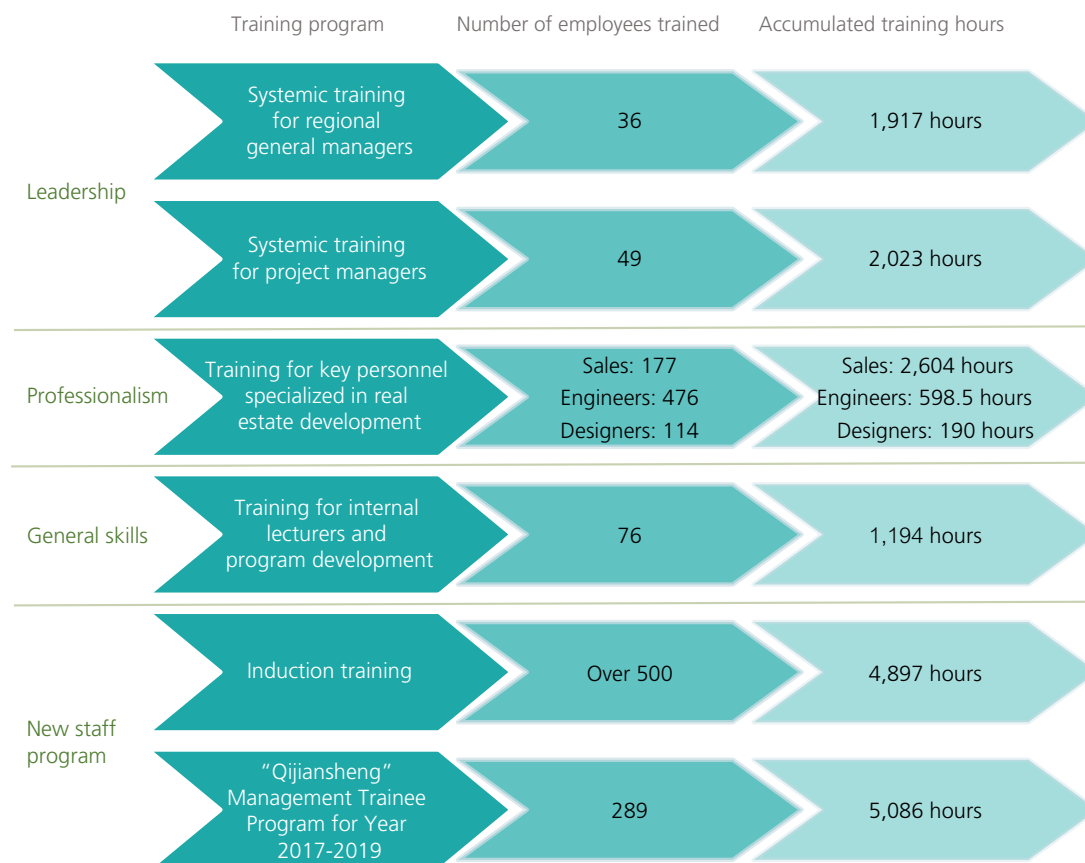 Training program
Number of employees trained
Accumulated training hours
Leadership
Systemic training
for regional
general managers
36
1,917 hours
Systemic training
for project managers
49
2,023 hours
Professionalism
Training for key personnel
specialized in real
estate development
Sales: 177
Engineers: 476
Designers: 114
Sales: 2,604 hours
Engineers: 598.5 hours
Designers: 190 hours
General skills
Training for internal
lecturers and
program development
76
1,194 hours
New staff
program
Induction training
Over 500
4,897 hours
“Qijiansheng”
Management Trainee
Program for Year
2017-2019
289
5,086 hours